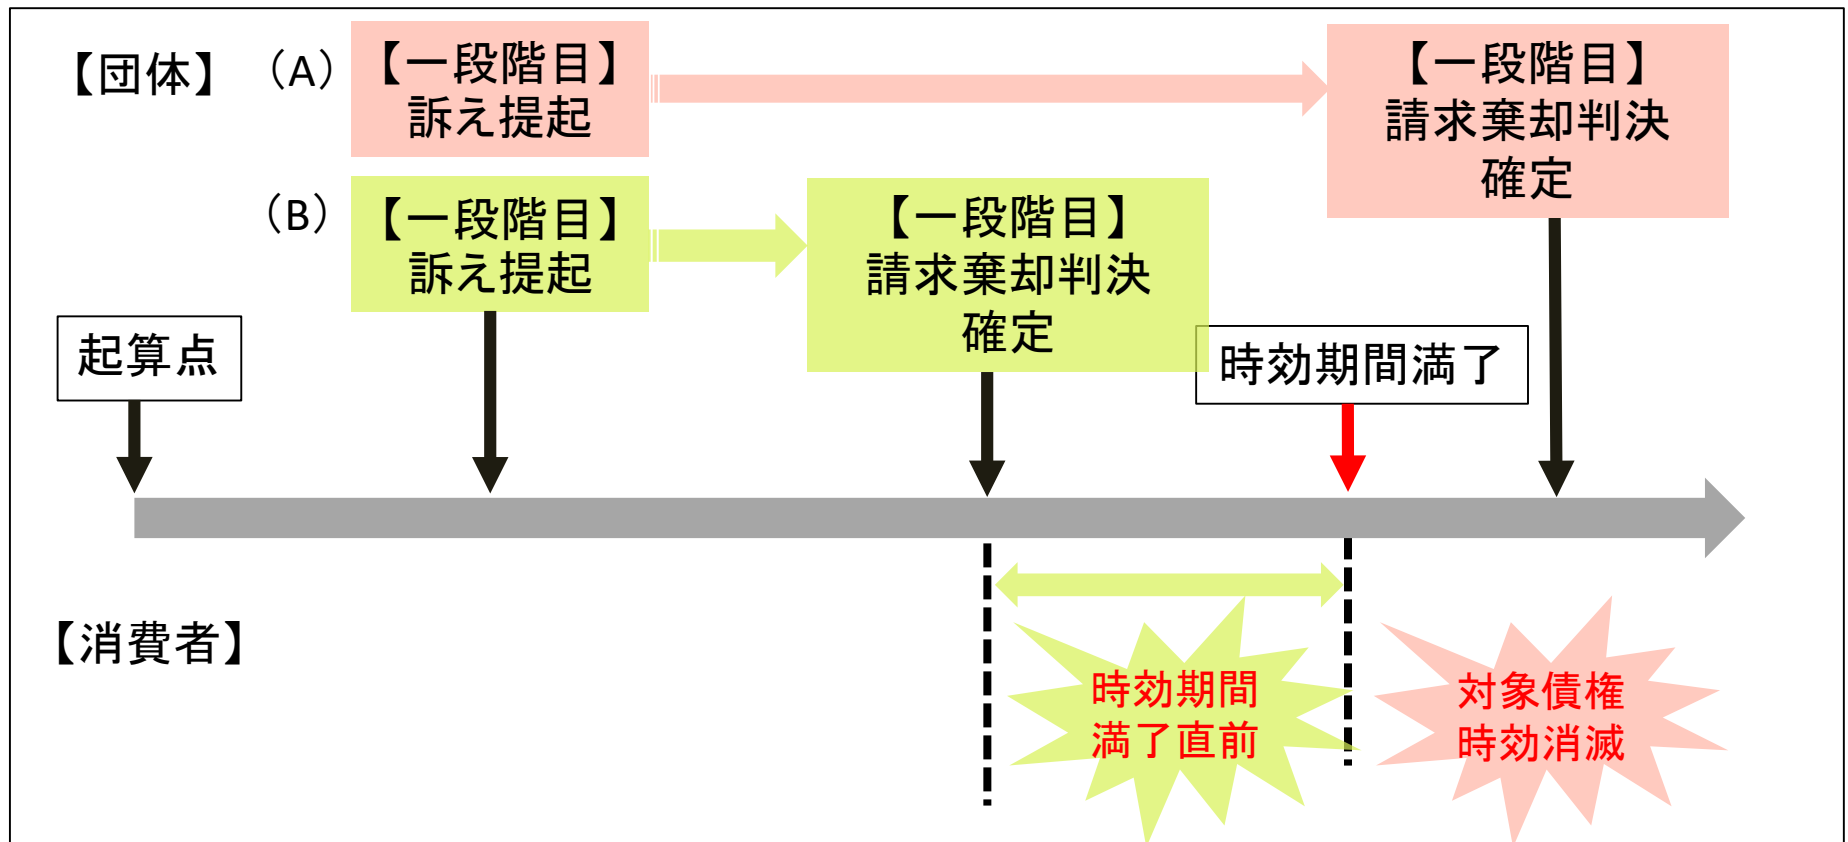 【団体】
（A）
【一段階目】
訴え提起
【一段階目】
請求棄却判決
確定
（B）
【一段階目】
訴え提起
【一段階目】
請求棄却判決
確定
起算点
時効期間満了
【消費者】
時効期間
満了直前
対象債権
時効消滅